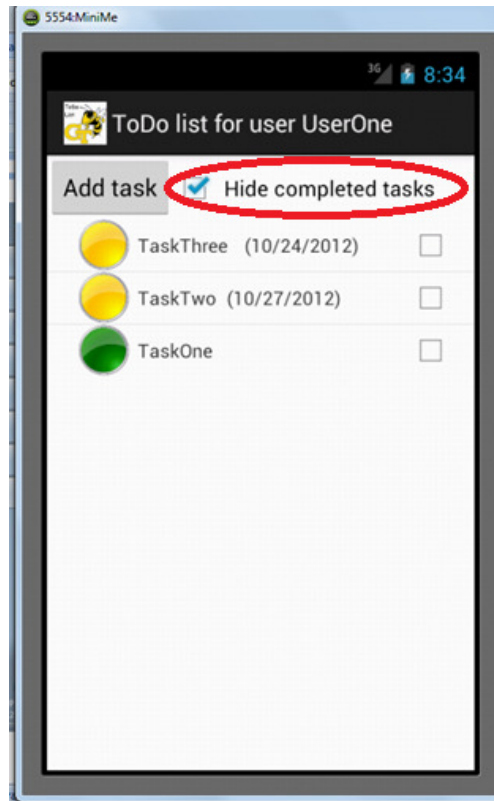 5554:MiniMe
3G 8:34
ToDo list for user UserOne
Add task Hide completed tasks
TaskThree (10/24/2012)
TaskTwo (10/27/2012)
TaskOne